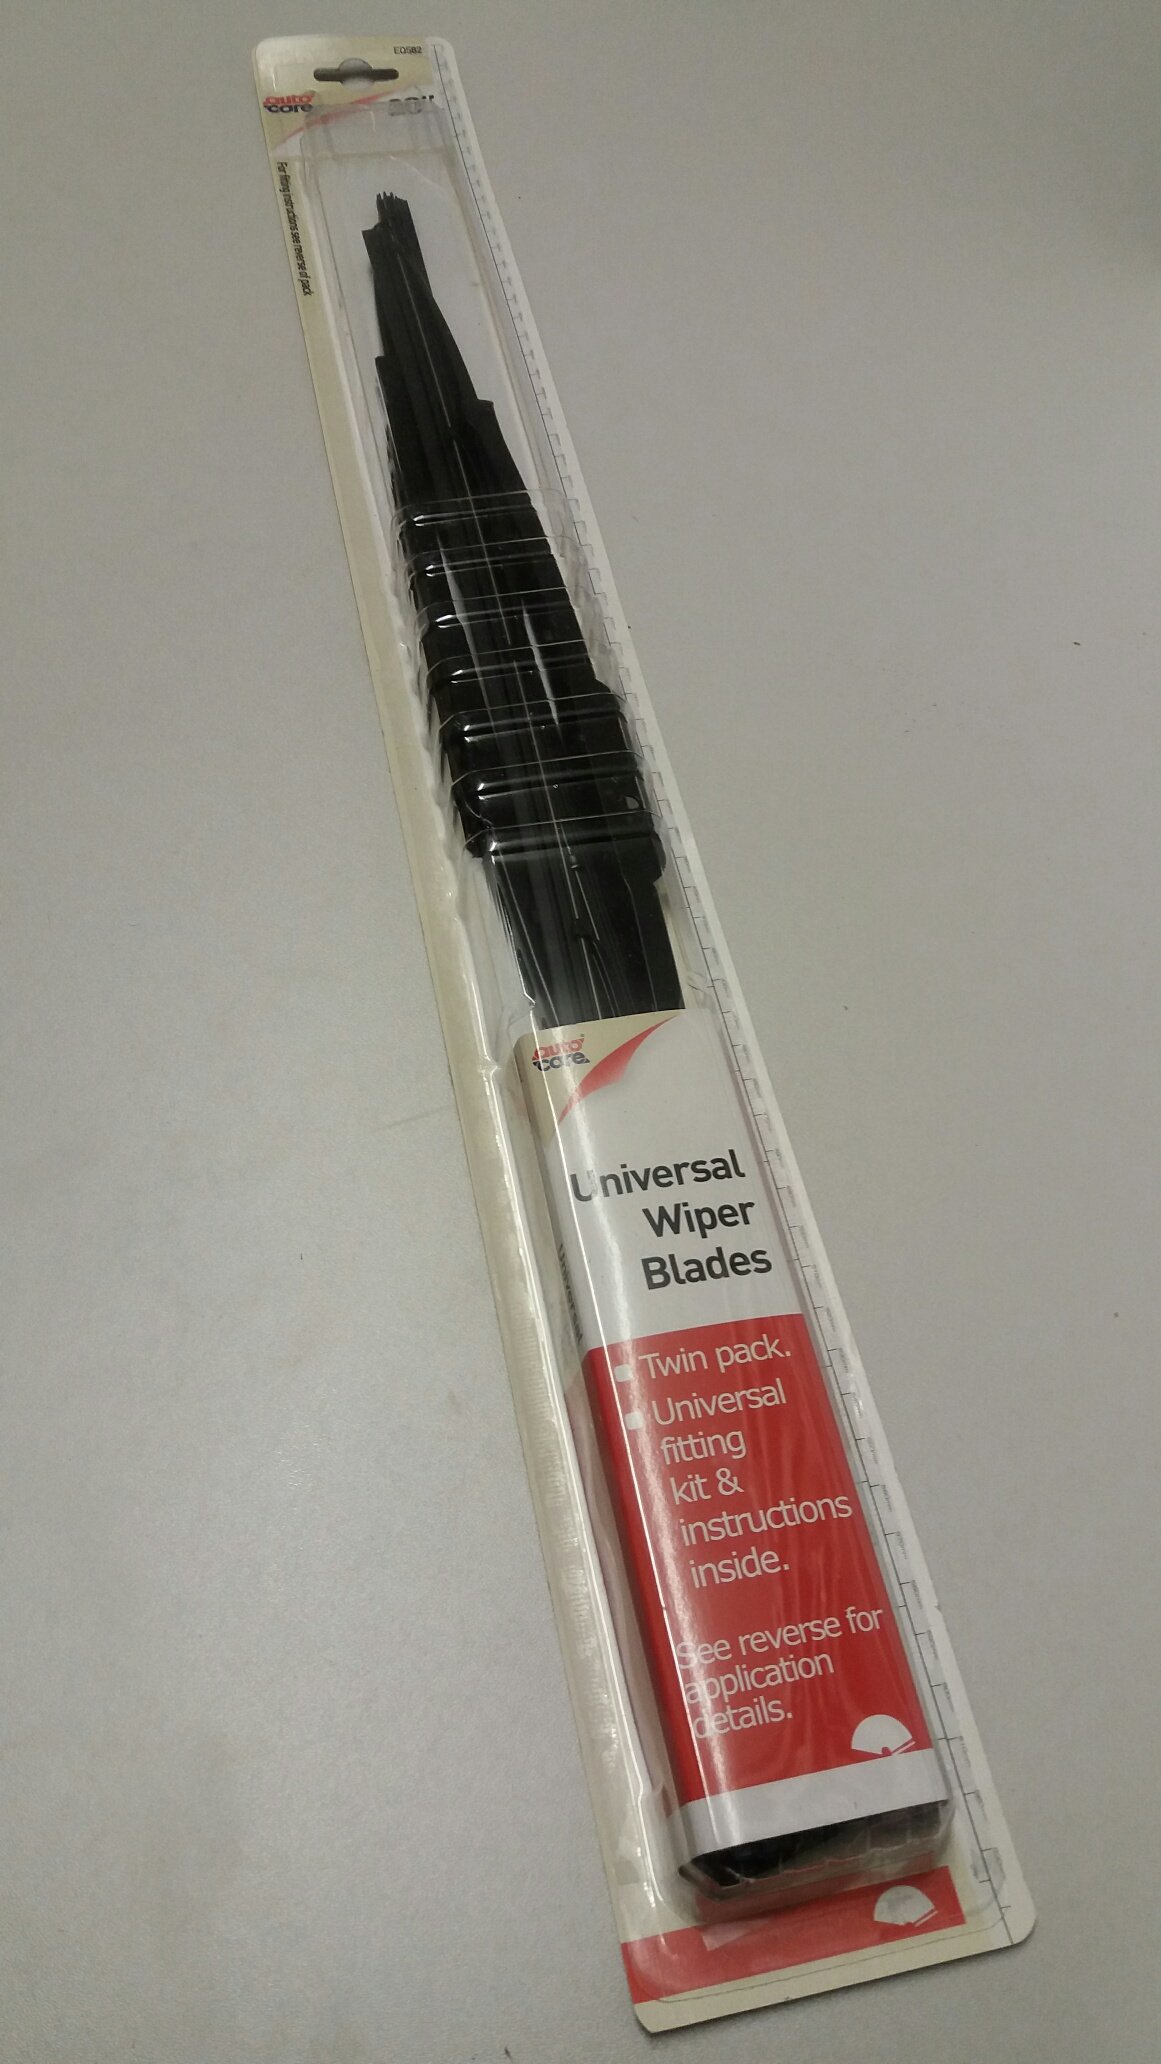 EQ582
auto
care
20"
For fitting instructions see reverse of pack
auto
care
Universal
Wiper
Blades
Twin pack.
Universal
fitting
kit &
instructions
inside.
See reverse for
application
details.